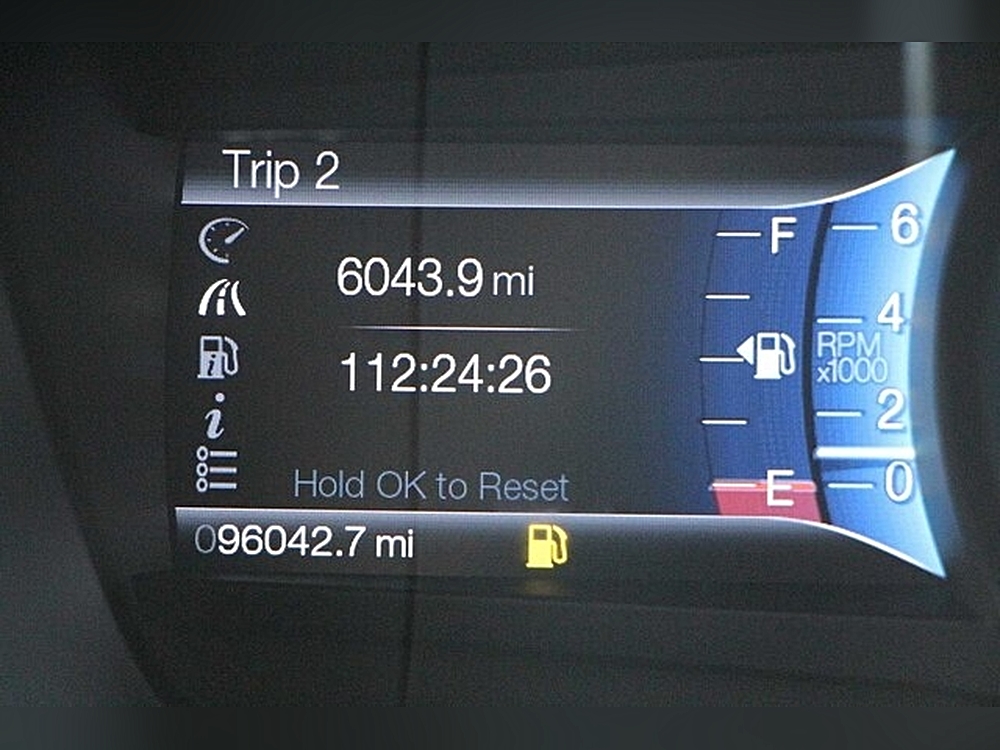 Trip 2
6043.9 mi
112:24:26
Hold OK to Reset
096042.7 mi
F
E
6
4
RPM
x1000
2
0